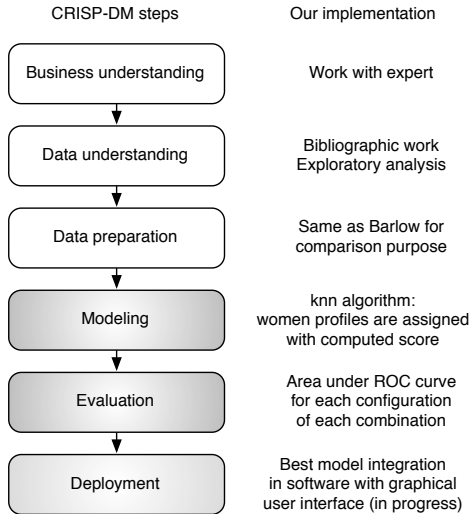 CRISP-DM steps
Our implementation
Business understanding
Work with expert
Data understanding
Bibliographic work
Exploratory analysis
Data preparation
Same as Barlow for
comparison purpose
Modeling
knn algorithm:
women profiles are assigned
with computed score
Evaluation
Area under ROC curve
for each configuration
of each combination
Deployment
Best model integration
in software with graphical
user interface (in progress)